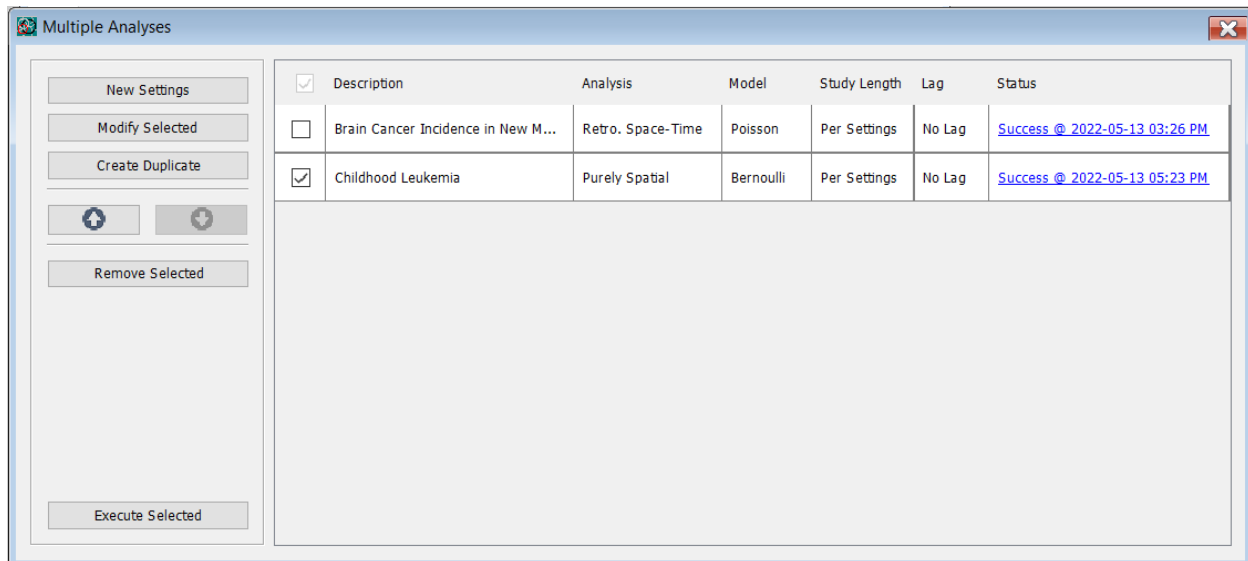 Multiple Analyses
New Settings
Modify Selected
Create Duplicate
Remove Selected
Execute Selected
Description Analysis Model Study Length Lag Status
Brain Cancer Incidence in New M... Retro. Space-Time Poisson Per Settings No Lag Success @ 2022-05-13 03:26 PM
Childhood Leukemia Purely Spatial Bernoulli Per Settings No Lag Success @ 2022-05-13 05:23 PM